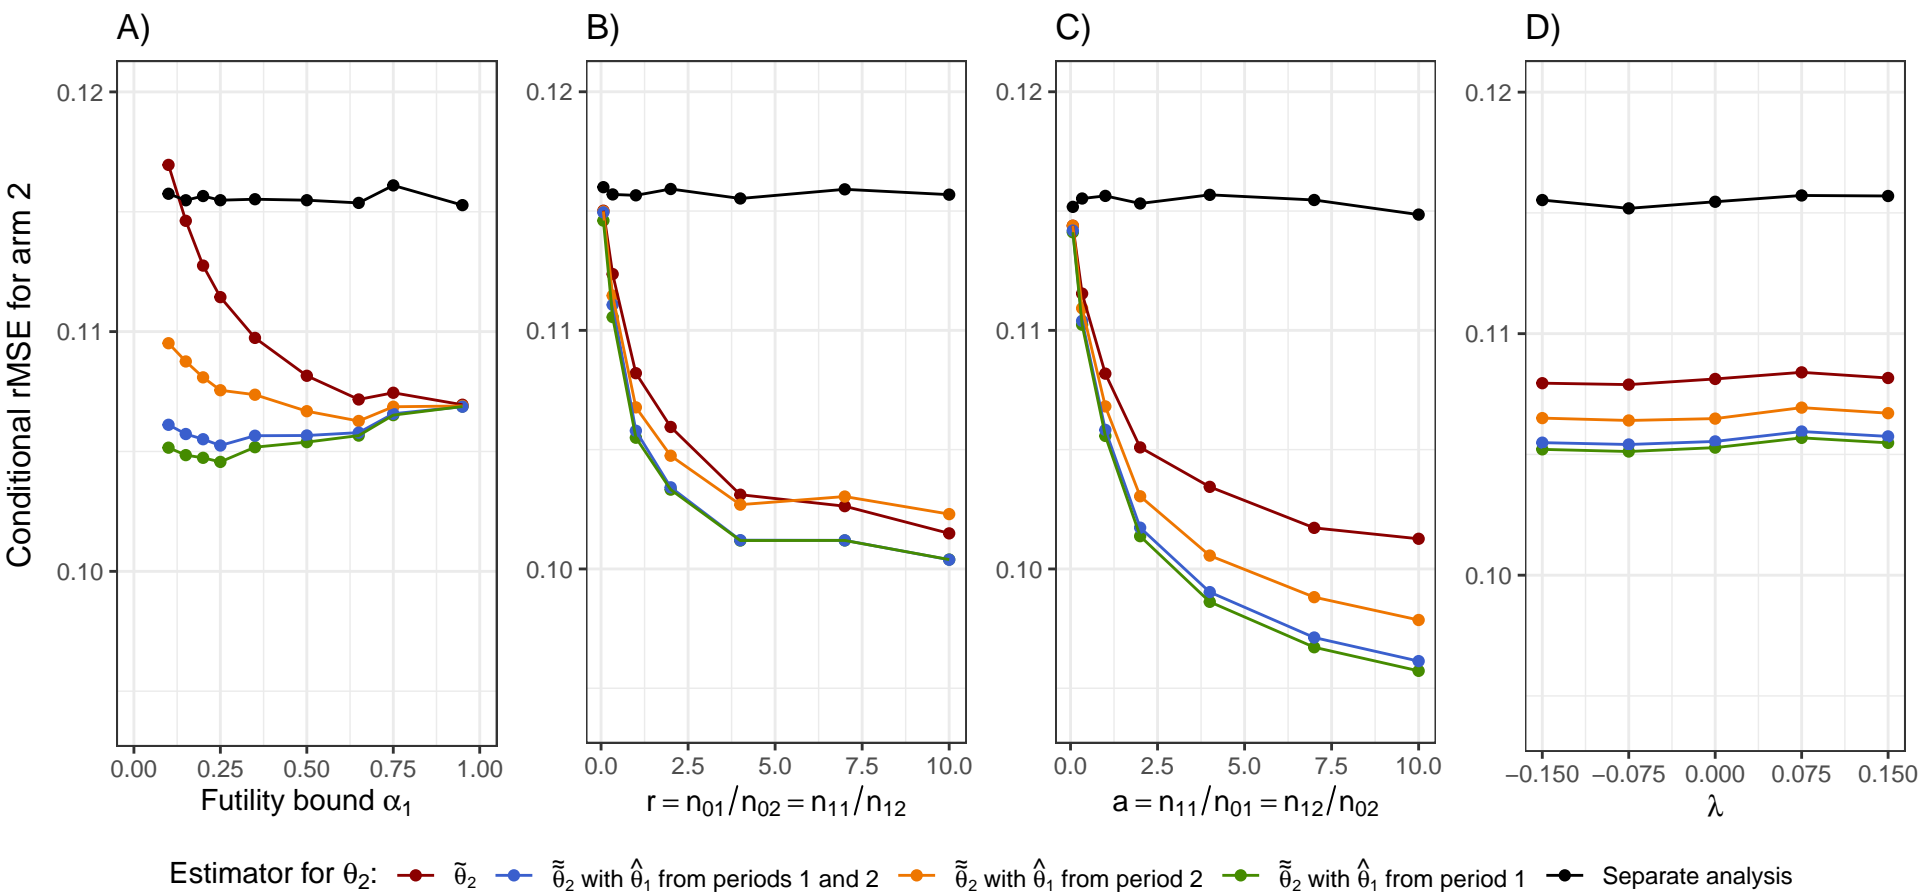 A)
B)
C)
D)
Conditional rMSE for arm 2
0.12
0.11
0.10
0.00 0.25 0.50 0.75 1.00
Futility bound α₁
0.12
0.11
0.10
0.0 2.5 5.0 7.5 10.0
r = n₀₁/n₀₂ = n₁₁/n₁₂
0.12
0.11
0.10
0.0 2.5 5.0 7.5 10.0
a = n₁₁/n₀₁ = n₁₂/n₀₂
0.12
0.11
0.10
−0.150 −0.075 0.000 0.075 0.150
λ
Estimator for θ₂: θ̃₂ θ̃̃₂ with θ̂₁ from periods 1 and 2 θ̃̃₂ with θ̂₁ from period 2 θ̃̃₂ with θ̂₁ from period 1 Separate analysis